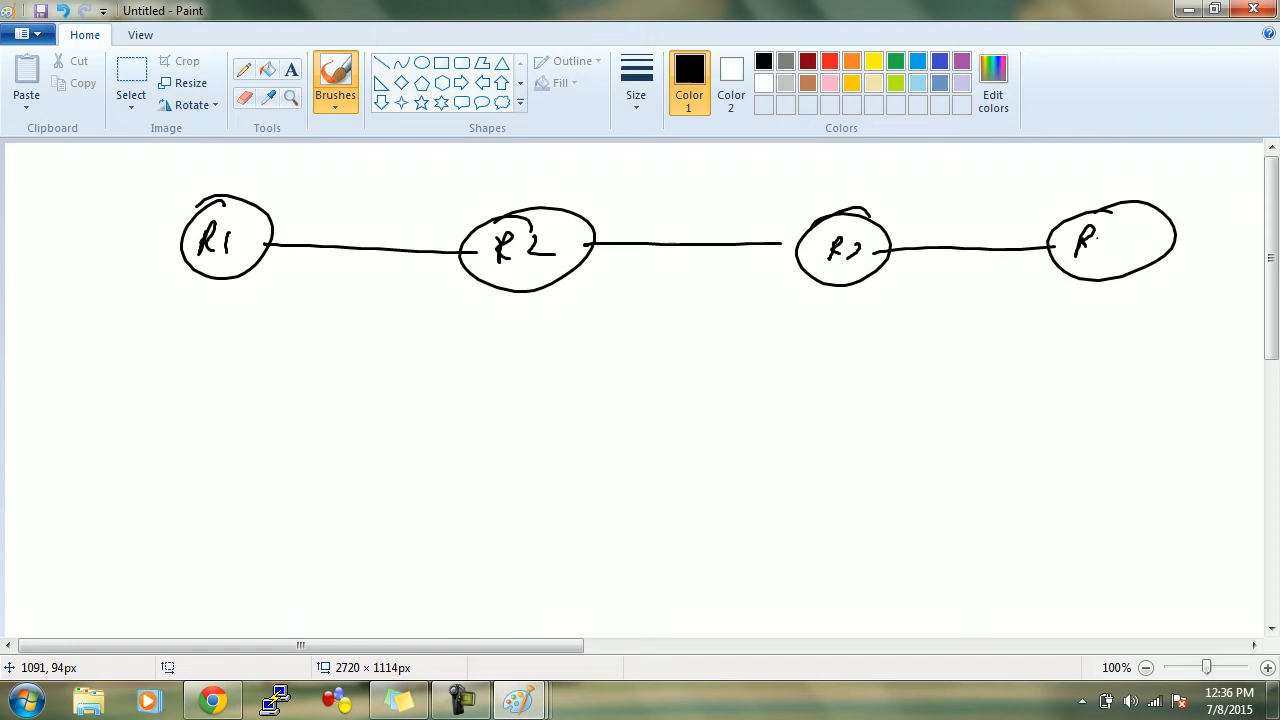 Untitled - Paint
Home View
Paste
Cut
Copy
Clipboard
Select
Crop
Resize
Rotate
Image
Tools
Brushes
Shapes
Outline
Fill
Size
Color 1
Color 2
Edit colors
Colors
R1 R2 R3 R
1091, 94px
2720 × 1114px
100%
12:36 PM
7/8/2015